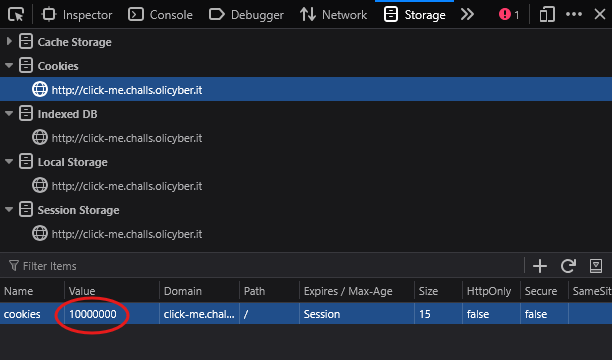 Inspector Console Debugger Network Storage 1
Cache Storage
Cookies
http://click-me.challs.olicyber.it
Indexed DB
http://click-me.challs.olicyber.it
Local Storage
http://click-me.challs.olicyber.it
Session Storage
http://click-me.challs.olicyber.it
Filter Items
Name Value Domain Path Expires / Max-Age Size HttpOnly Secure SameSit
cookies 10000000 click-me.chal... / Session 15 false false